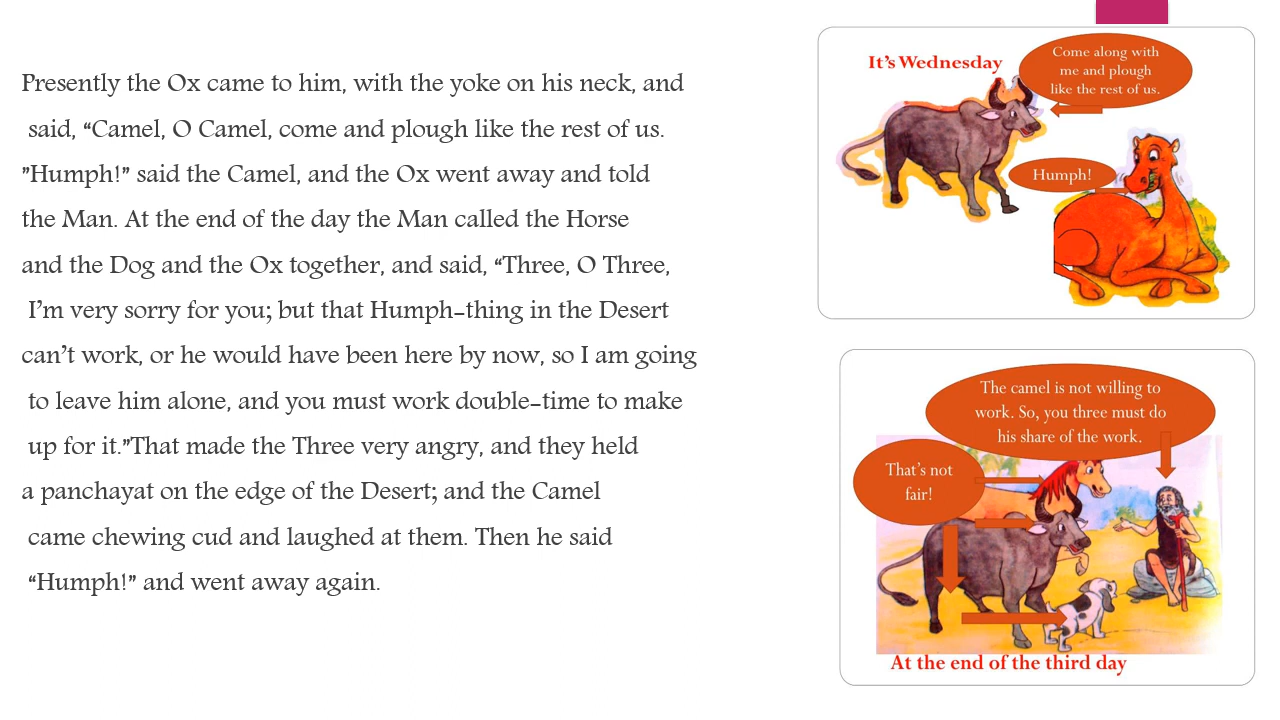 Presently the Ox came to him, with the yoke on his neck, and
said, “Camel, O Camel, come and plough like the rest of us.
”Humph!” said the Camel, and the Ox went away and told
the Man. At the end of the day the Man called the Horse
and the Dog and the Ox together, and said, “Three, O Three,
I’m very sorry for you; but that Humph-thing in the Desert
can’t work, or he would have been here by now, so I am going
to leave him alone, and you must work double-time to make
up for it.”That made the Three very angry, and they held
a panchayat on the edge of the Desert; and the Camel
came chewing cud and laughed at them. Then he said
“Humph!” and went away again.
It’s Wednesday
Come along with
me and plough
like the rest of us.
Humph!
The camel is not willing to
work. So, you three must do
his share of the work.
That’s not
fair!
At the end of the third day